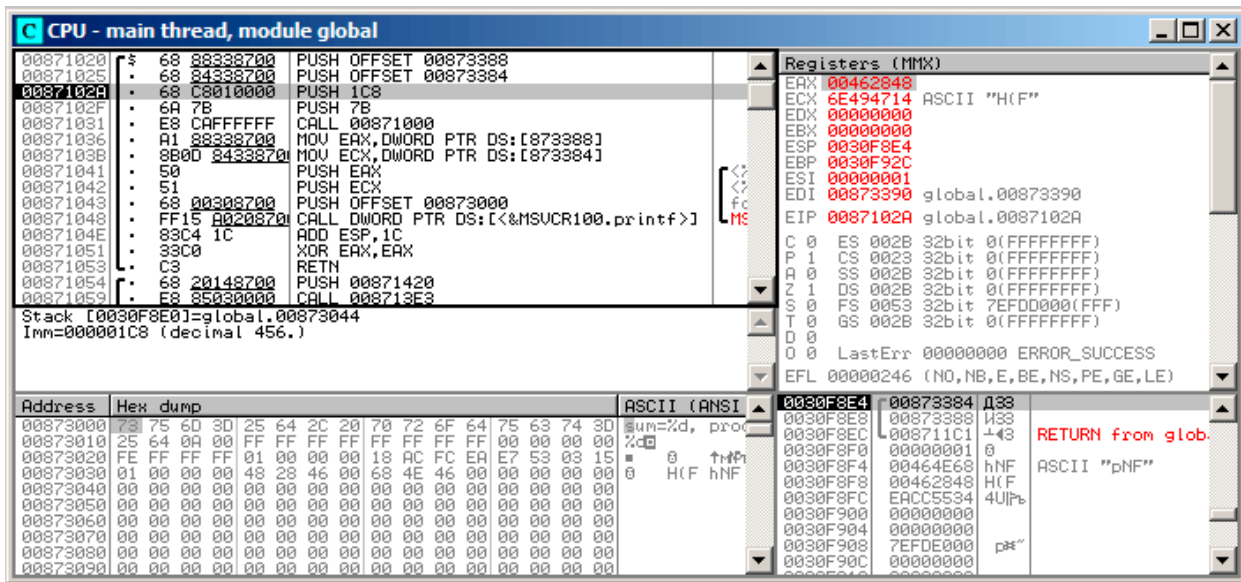 C CPU - main thread, module global
00871020 $ 68 88338700 PUSH OFFSET 00873388
00871025 . 68 84338700 PUSH OFFSET 00873384
0087102A . 68 C8010000 PUSH 1C8
0087102F . 6A 7B PUSH 7B
00871031 . E8 CAFFFFFF CALL 00871000
00871036 . A1 88338700 MOV EAX,DWORD PTR DS:[873388]
0087103B . 8B0D 84338700 MOV ECX,DWORD PTR DS:[873384]
00871041 . 50 PUSH EAX
00871042 . 51 PUSH ECX
00871043 . 68 00308700 PUSH OFFSET 00873000
00871048 . FF15 A0208700 CALL DWORD PTR DS:[<&MSVCR100.printf>]
0087104E . 83C4 1C ADD ESP,1C
00871051 . 33C0 XOR EAX,EAX
00871053 . C3 RETN
00871054 . 68 20148700 PUSH 00871420
00871059 . E8 85030000 CALL 008713E3
Stack [0030F8E0]=global.00873044
Imm=000001C8 (decimal 456.)
Registers (MMX)
EAX 00462848
ECX 6E494714 ASCII "H(F"
EDX 00000000
EBX 00000000
ESP 0030F8E4
EBP 0030F92C
ESI 00000001
EDI 00873390 global.00873390
EIP 0087102A global.0087102A
C 0 ES 002B 32bit 0(FFFFFFFF)
P 1 CS 0023 32bit 0(FFFFFFFF)
A 0 SS 002B 32bit 0(FFFFFFFF)
Z 1 DS 002B 32bit 0(FFFFFFFF)
S 0 FS 0053 32bit 7EFDD000(FFF)
T 0 GS 002B 32bit 0(FFFFFFFF)
D 0
O 0 LastErr 00000000 ERROR_SUCCESS
EFL 00000246 (NO,NB,E,BE,NS,PE,GE,LE)
Address Hex dump ASCII (ANSI
00873000 73 75 6D 3D 25 64 2C 20 70 72 6F 64 75 63 74 3D sum=%d, prod
00873010 25 64 0A 00 FF FF FF FF FF FF FF FF 00 00 00 00 %d
00873020 FE FF FF FF 01 00 00 00 18 AC FC EA E7 53 03 15
00873030 01 00 00 00 48 28 46 00 68 4E 46 00 00 00 00 00 H(F hNF
00873040 00 00 00 00 00 00 00 00 00 00 00 00 00 00 00 00
00873050 00 00 00 00 00 00 00 00 00 00 00 00 00 00 00 00
00873060 00 00 00 00 00 00 00 00 00 00 00 00 00 00 00 00
00873070 00 00 00 00 00 00 00 00 00 00 00 00 00 00 00 00
00873080 00 00 00 00 00 00 00 00 00 00 00 00 00 00 00 00
00873090 00 00 00 00 00 00 00 00 00 00 00 00 00 00 00 00
0030F8E4 00873384 Д33
0030F8E8 00873388 И33
0030F8EC 008711C1 RETURN from glob
0030F8F0 00000001
0030F8F4 00464E68 hNF ASCII "pNF"
0030F8F8 00462848 H(F
0030F8FC EACC5534
0030F900 00000000
0030F904 00000000
0030F908 7EFDE000
0030F90C 00000000